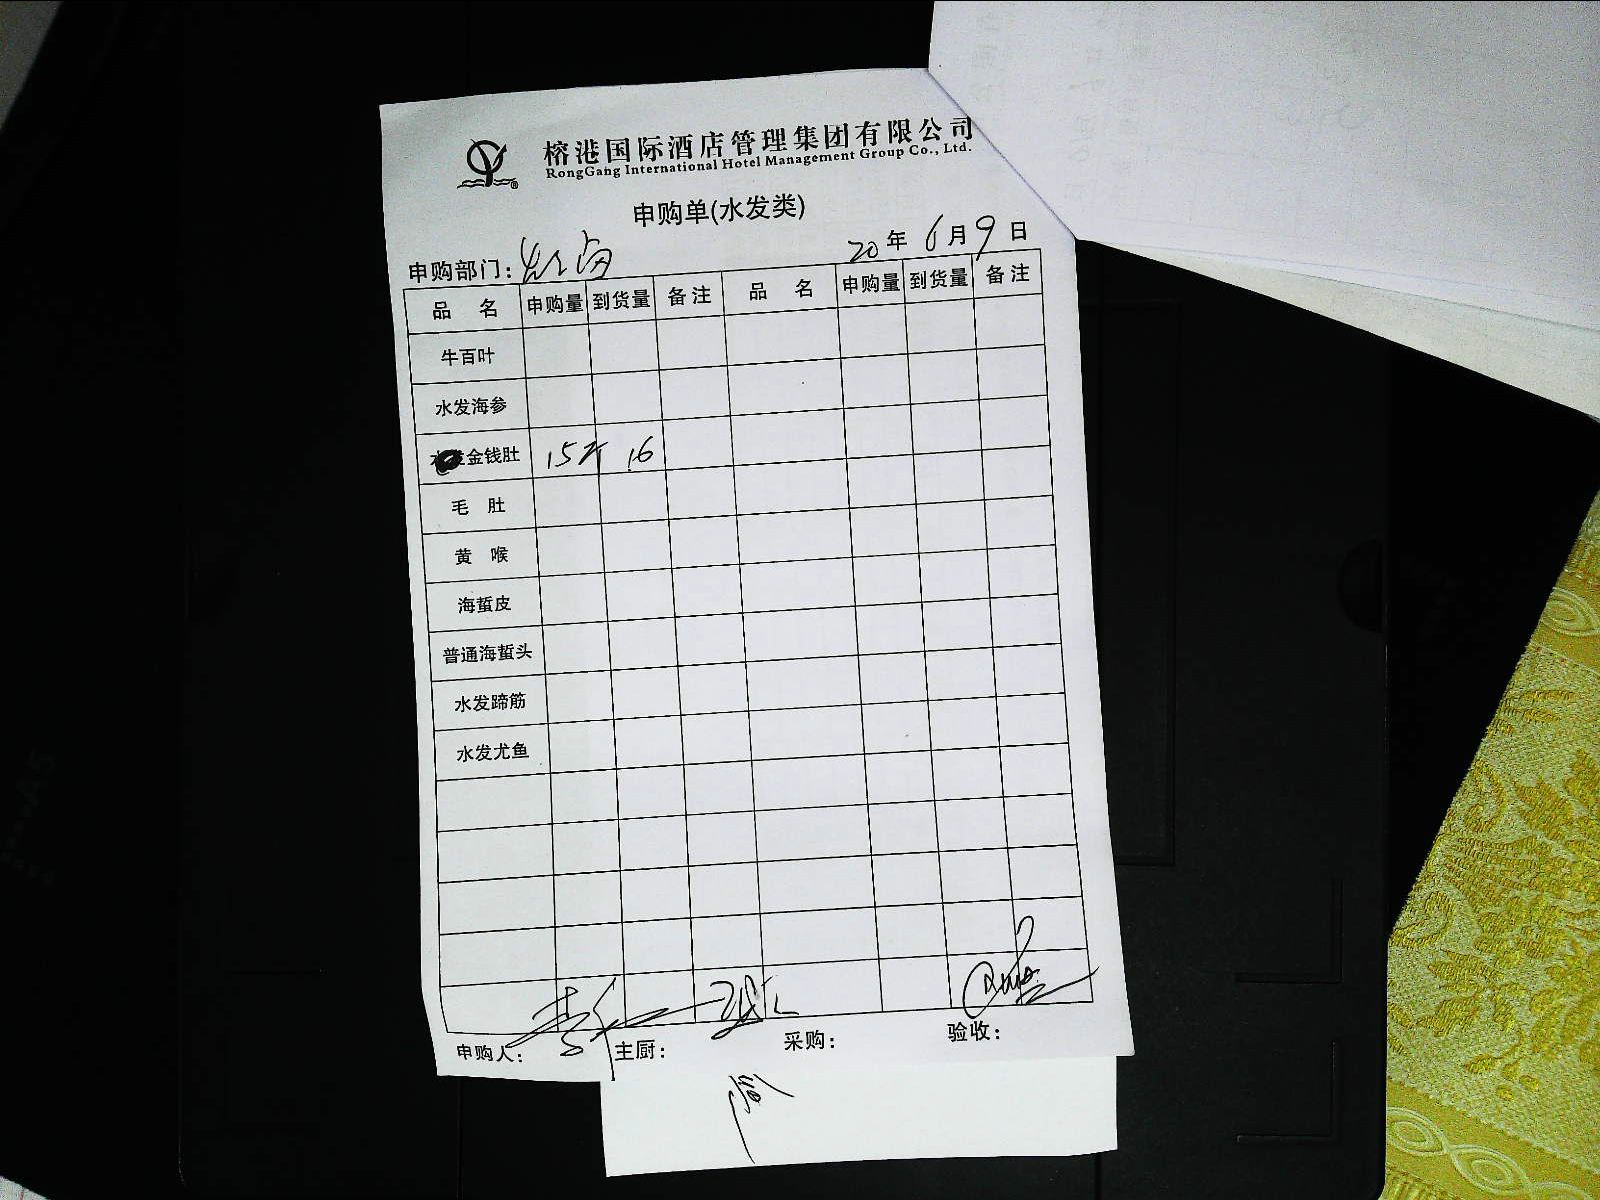 榕港国际酒店管理集团有限公司
RongGang International Hotel Management Group Co., Ltd.
申购单(水发类)
申购部门: 20年6月9日
品 名 申购量 到货量 备注 品 名 申购量 到货量 备注
牛百叶
水发海参
金钱肚 15斤 16
毛 肚
黄 喉
海蜇皮
普通海蜇头
水发蹄筋
水发尤鱼
申购人: 主厨: 采购: 验收: